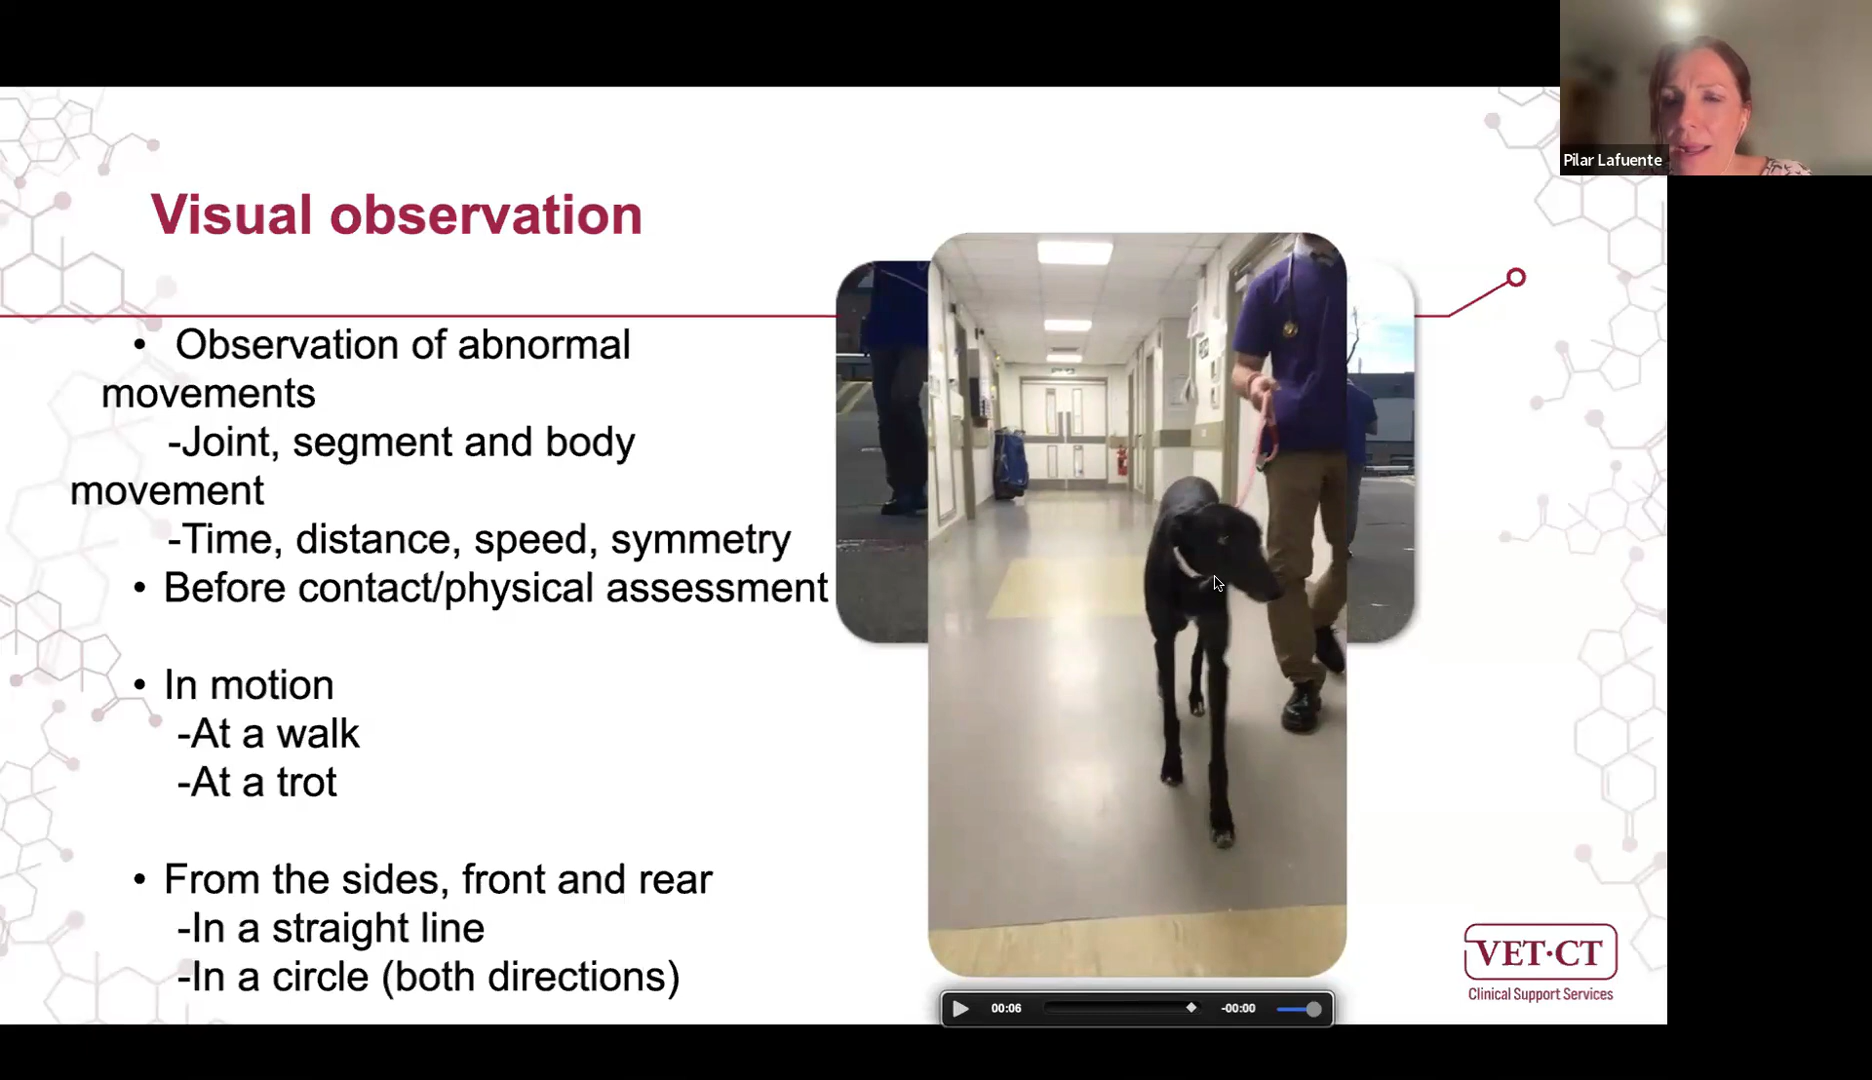 Pilar Lafuente
Visual observation
• Observation of abnormal
movements
-Joint, segment and body
movement
-Time, distance, speed, symmetry
• Before contact/physical assessment
• In motion
-At a walk
-At a trot
• From the sides, front and rear
-In a straight line
-In a circle (both directions)
VET·CT
Clinical Support Services
00:06
-00:00